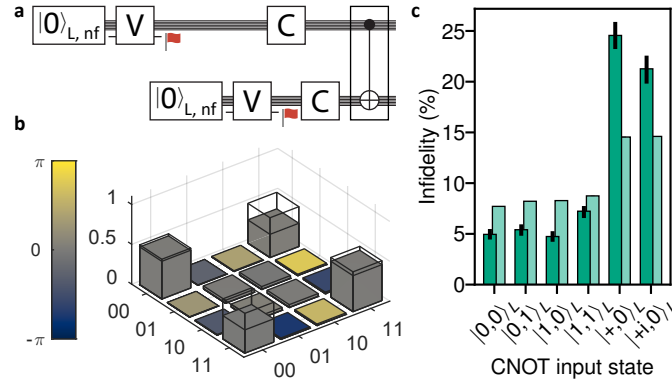 a
|0⟩L, nf V C
|0⟩L, nf V C
b
π
0
-π
1
0.5
0
00
01
10
11
00
01
10
11
c
Infidelity (%)
25
20
15
10
5
0
|0,0⟩L
|0,1⟩L
|1,0⟩L
|1,1⟩L
|+,0⟩L
|+i,0⟩L
CNOT input state